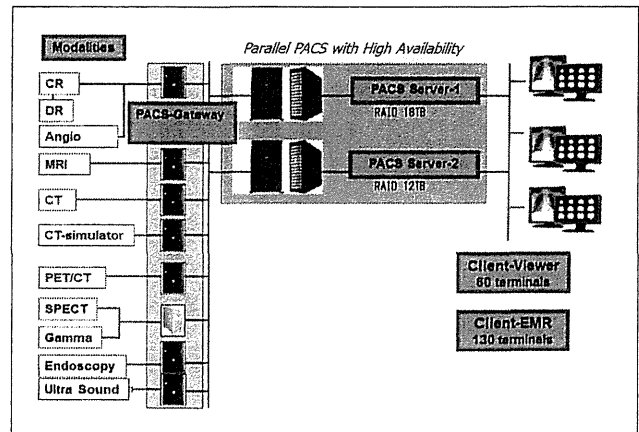 Modalities
Parallel PACS with High Availability
CR
DR
Angio
MRI
CT
CT-simulator
PET/CT
SPECT
Gamma
Endoscopy
Ultra Sound
PACS-Gateway
PACS Server-1
RAID 18TB
PACS Server-2
RAID 12TB
Client-Viewer
60 terminals
Client-EMR
130 terminals